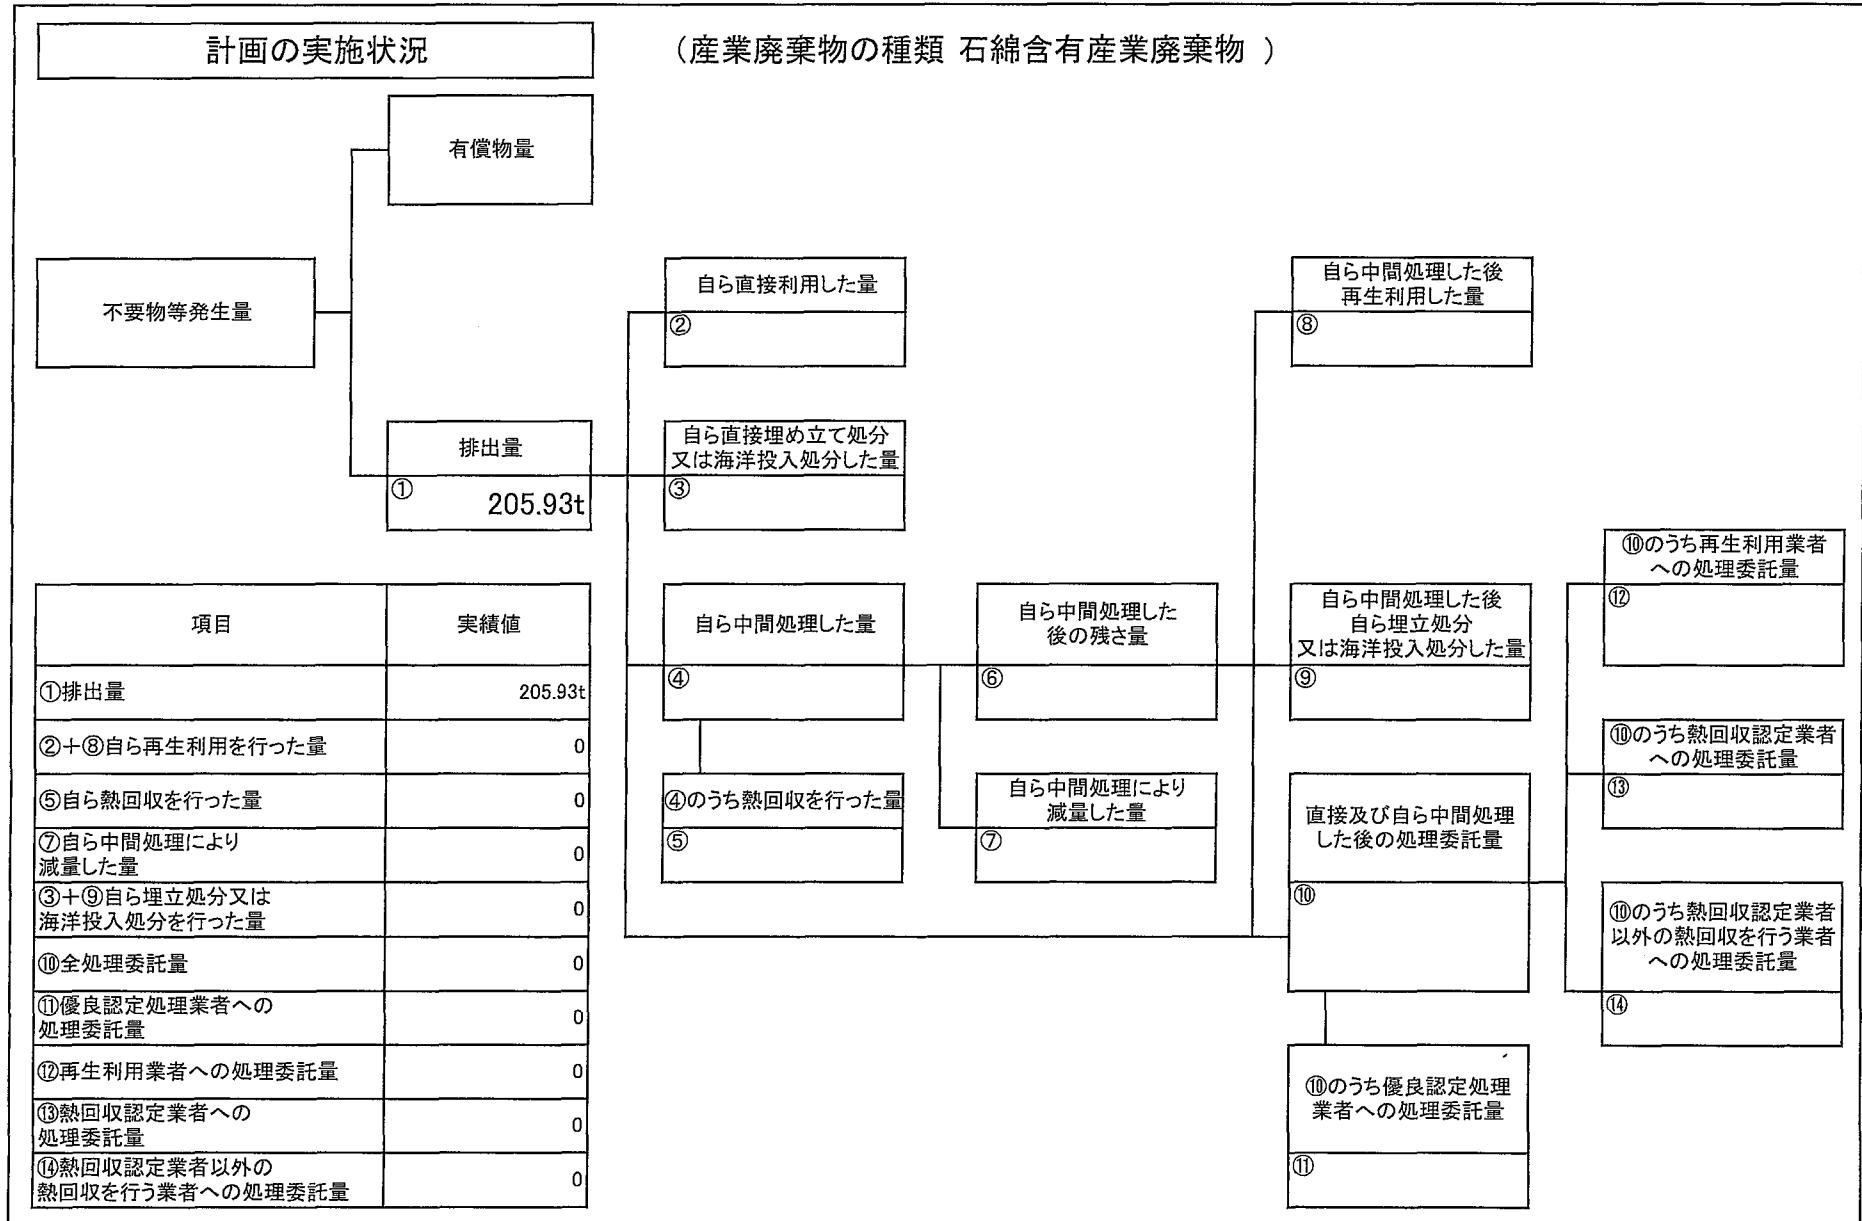 計画の実施状況
（産業廃棄物の種類 石綿含有産業廃棄物 ）
有償物量
不要物等発生量
自ら直接利用した量
②
自ら中間処理した後
再生利用した量
⑧
排出量
①
205.93t
自ら直接埋め立て処分
又は海洋投入処分した量
③
⑩のうち再生利用業者
への処理委託量
⑫
自ら中間処理した量
④
自ら中間処理した
後の残さ量
⑥
自ら中間処理した後
自ら埋立処分
又は海洋投入処分した量
⑨
⑩のうち熱回収認定業者
への処理委託量
⑬
④のうち熱回収を行った量
⑤
自ら中間処理により
減量した量
⑦
直接及び自ら中間処理
した後の処理委託量
⑩
⑩のうち熱回収認定業者
以外の熱回収を行う業者
への処理委託量
⑭
⑩のうち優良認定処理
業者への処理委託量
⑪
項目 実績値
①排出量 205.93t
②＋⑧自ら再生利用を行った量 0
⑤自ら熱回収を行った量 0
⑦自ら中間処理により
減量した量 0
③＋⑨自ら埋立処分又は
海洋投入処分を行った量 0
⑩全処理委託量 0
⑪優良認定処理業者への
処理委託量 0
⑫再生利用業者への処理委託量 0
⑬熱回収認定業者への
処理委託量 0
⑭熱回収認定業者以外の
熱回収を行う業者への処理委託量 0